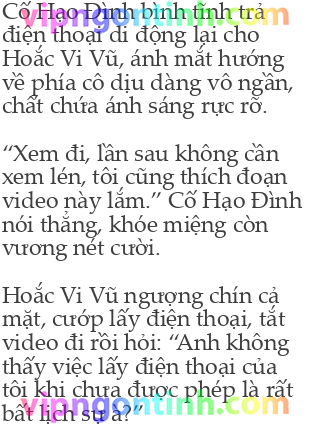 Cố Hạo Đình bình tĩnh trả
vipngontinh.com
điện thoại di động lại cho
Hoắc Vi Vũ, ánh mắt hướng
về phía cô dịu dàng vô ngần,
chất chứa ánh sáng rực rỡ.
“Xem đi, lần sau không cần
xem lén, tôi cũng thích đoạn
video này lắm.” Cố Hạo Đình
nói thẳng, khóe miệng còn
vương nét cười.
Hoắc Vi Vũ ngượng chín cả
mặt, cướp lấy điện thoại, tắt
video đi rồi hỏi: “Anh không
thấy việc lấy điện thoại của
tôi khi chưa được phép là rất
vipngontinh.com
bất lịch sự à?”